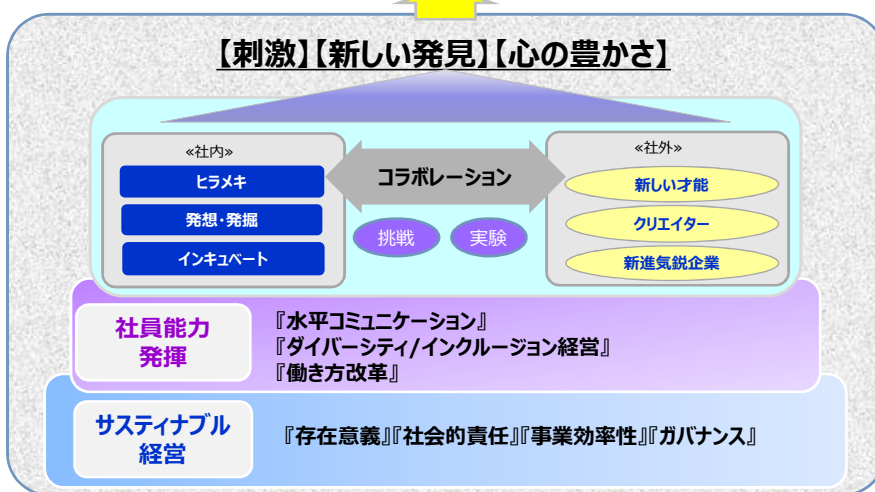 【刺激】【新しい発見】【心の豊かさ】
≪社内≫
ヒラメキ
発想・発掘
インキュベート
コラボレーション
挑戦
実験
≪社外≫
新しい才能
クリエイター
新進気鋭企業
社員能力
発揮
『水平コミュニケーション』
『ダイバーシティ/インクルージョン経営』
『働き方改革』
サスティナブル
経営
『存在意義』『社会的責任』『事業効率性』『ガバナンス』